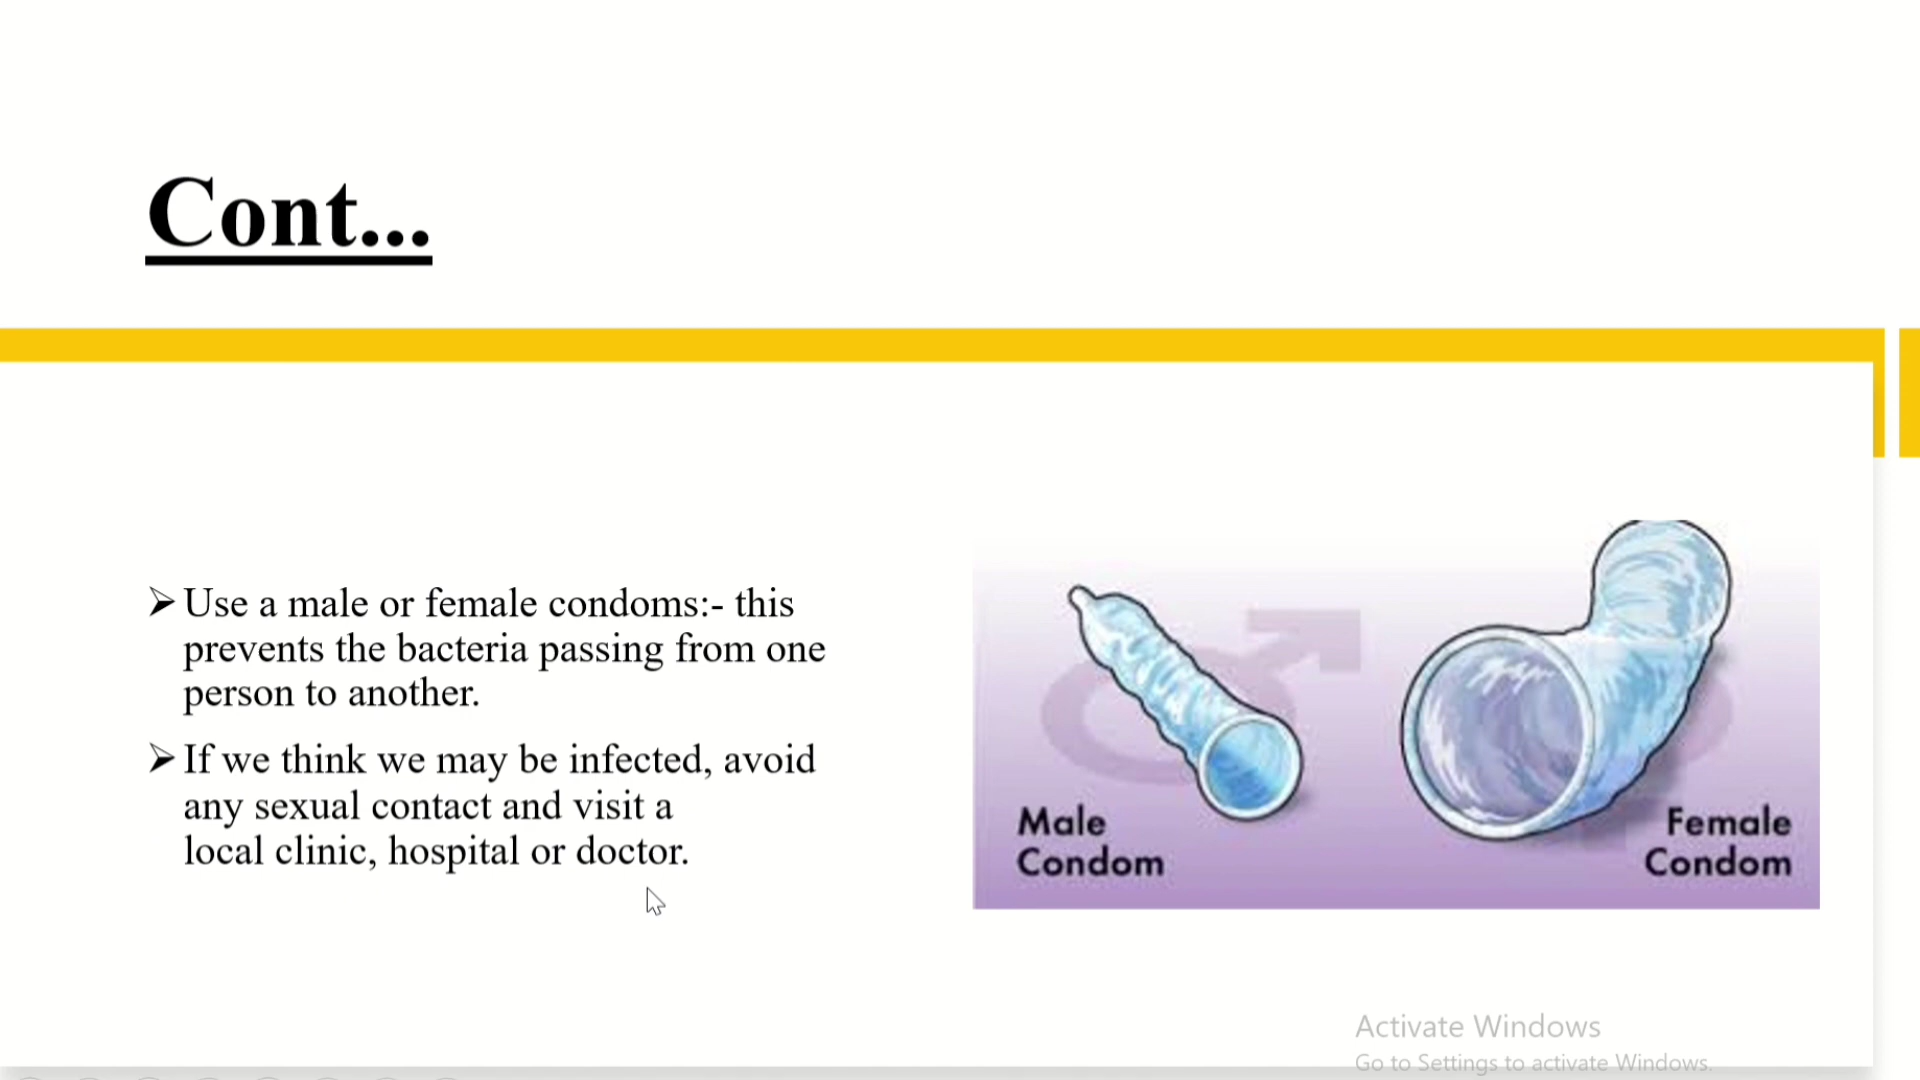 Cont...
➢Use a male or female condoms:- this
prevents the bacteria passing from one
person to another.
➢If we think we may be infected, avoid
any sexual contact and visit a
local clinic, hospital or doctor.
Male
Condom
Female
Condom
Activate Windows
Go to Settings to activate Windows.